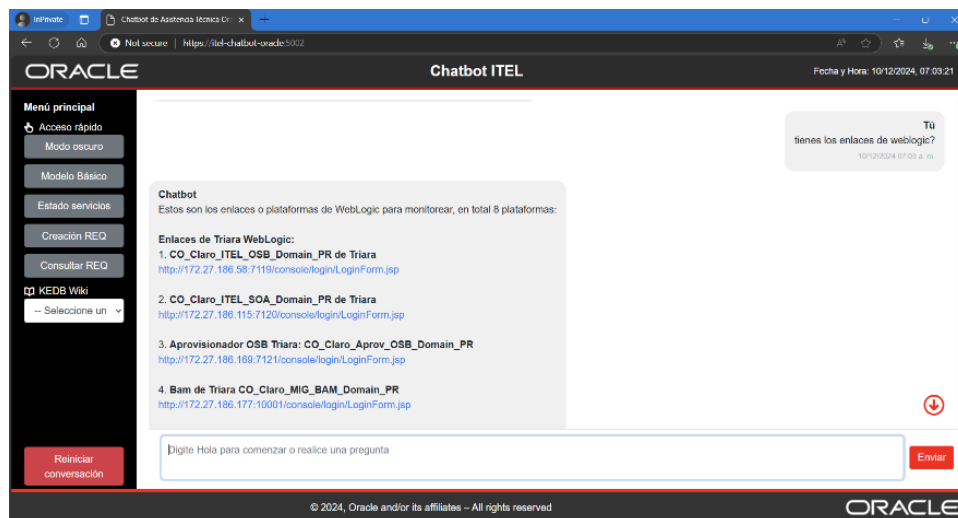 InPrivate
Chatbot de Asistencia Técnica Or
Not secure
https://itel-chatbot-oracle:5002
ORACLE
Chatbot ITEL
Fecha y Hora: 10/12/2024, 07:03:21
Menú principal
Acceso rápido
Modo oscuro
Modelo Básico
Estado servicios
Creación REQ
Consultar REQ
KEDB Wiki
-- Seleccione un
Reiniciar
conversación
Tú
tienes los enlaces de weblogic?
10/12/2024 07:03 a. m.
Chatbot
Estos son los enlaces o plataformas de WebLogic para monitorear, en total 8 plataformas:
Enlaces de Triara WebLogic:
1. CO_Claro_ITEL_OSB_Domain_PR de Triara
http://172.27.186.58:7119/console/login/LoginForm.jsp
2. CO_Claro_ITEL_SOA_Domain_PR de Triara
http://172.27.186.115:7120/console/login/LoginForm.jsp
3. Aprovisionador OSB Triara: CO_Claro_Aprov_OSB_Domain_PR
http://172.27.186.169:7121/console/login/LoginForm.jsp
4. Bam de Triara CO_Claro_MIG_BAM_Domain_PR
http://172.27.186.177:10001/console/login/LoginForm.jsp
Digite Hola para comenzar o realice una pregunta
Enviar
© 2024, Oracle and/or its affiliates – All rights reserved
ORACLE